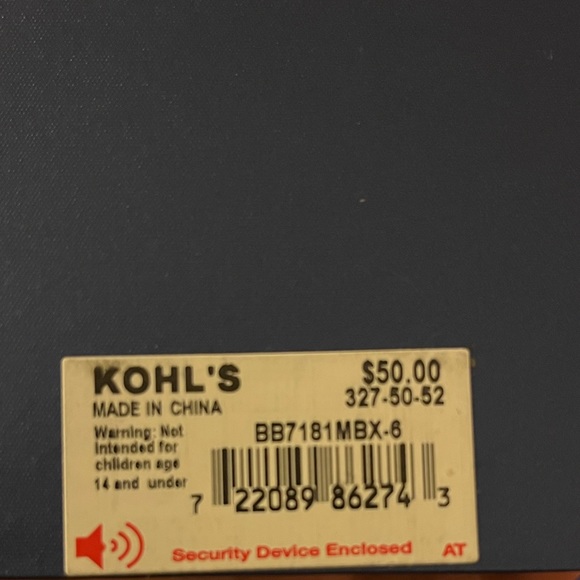 KOHL'S $50.00
MADE IN CHINA 327-50-52
Warning: Not
Intended for
children age
14 and under
BB7181MBX-6
7 22089 86274 3
Security Device Enclosed AT